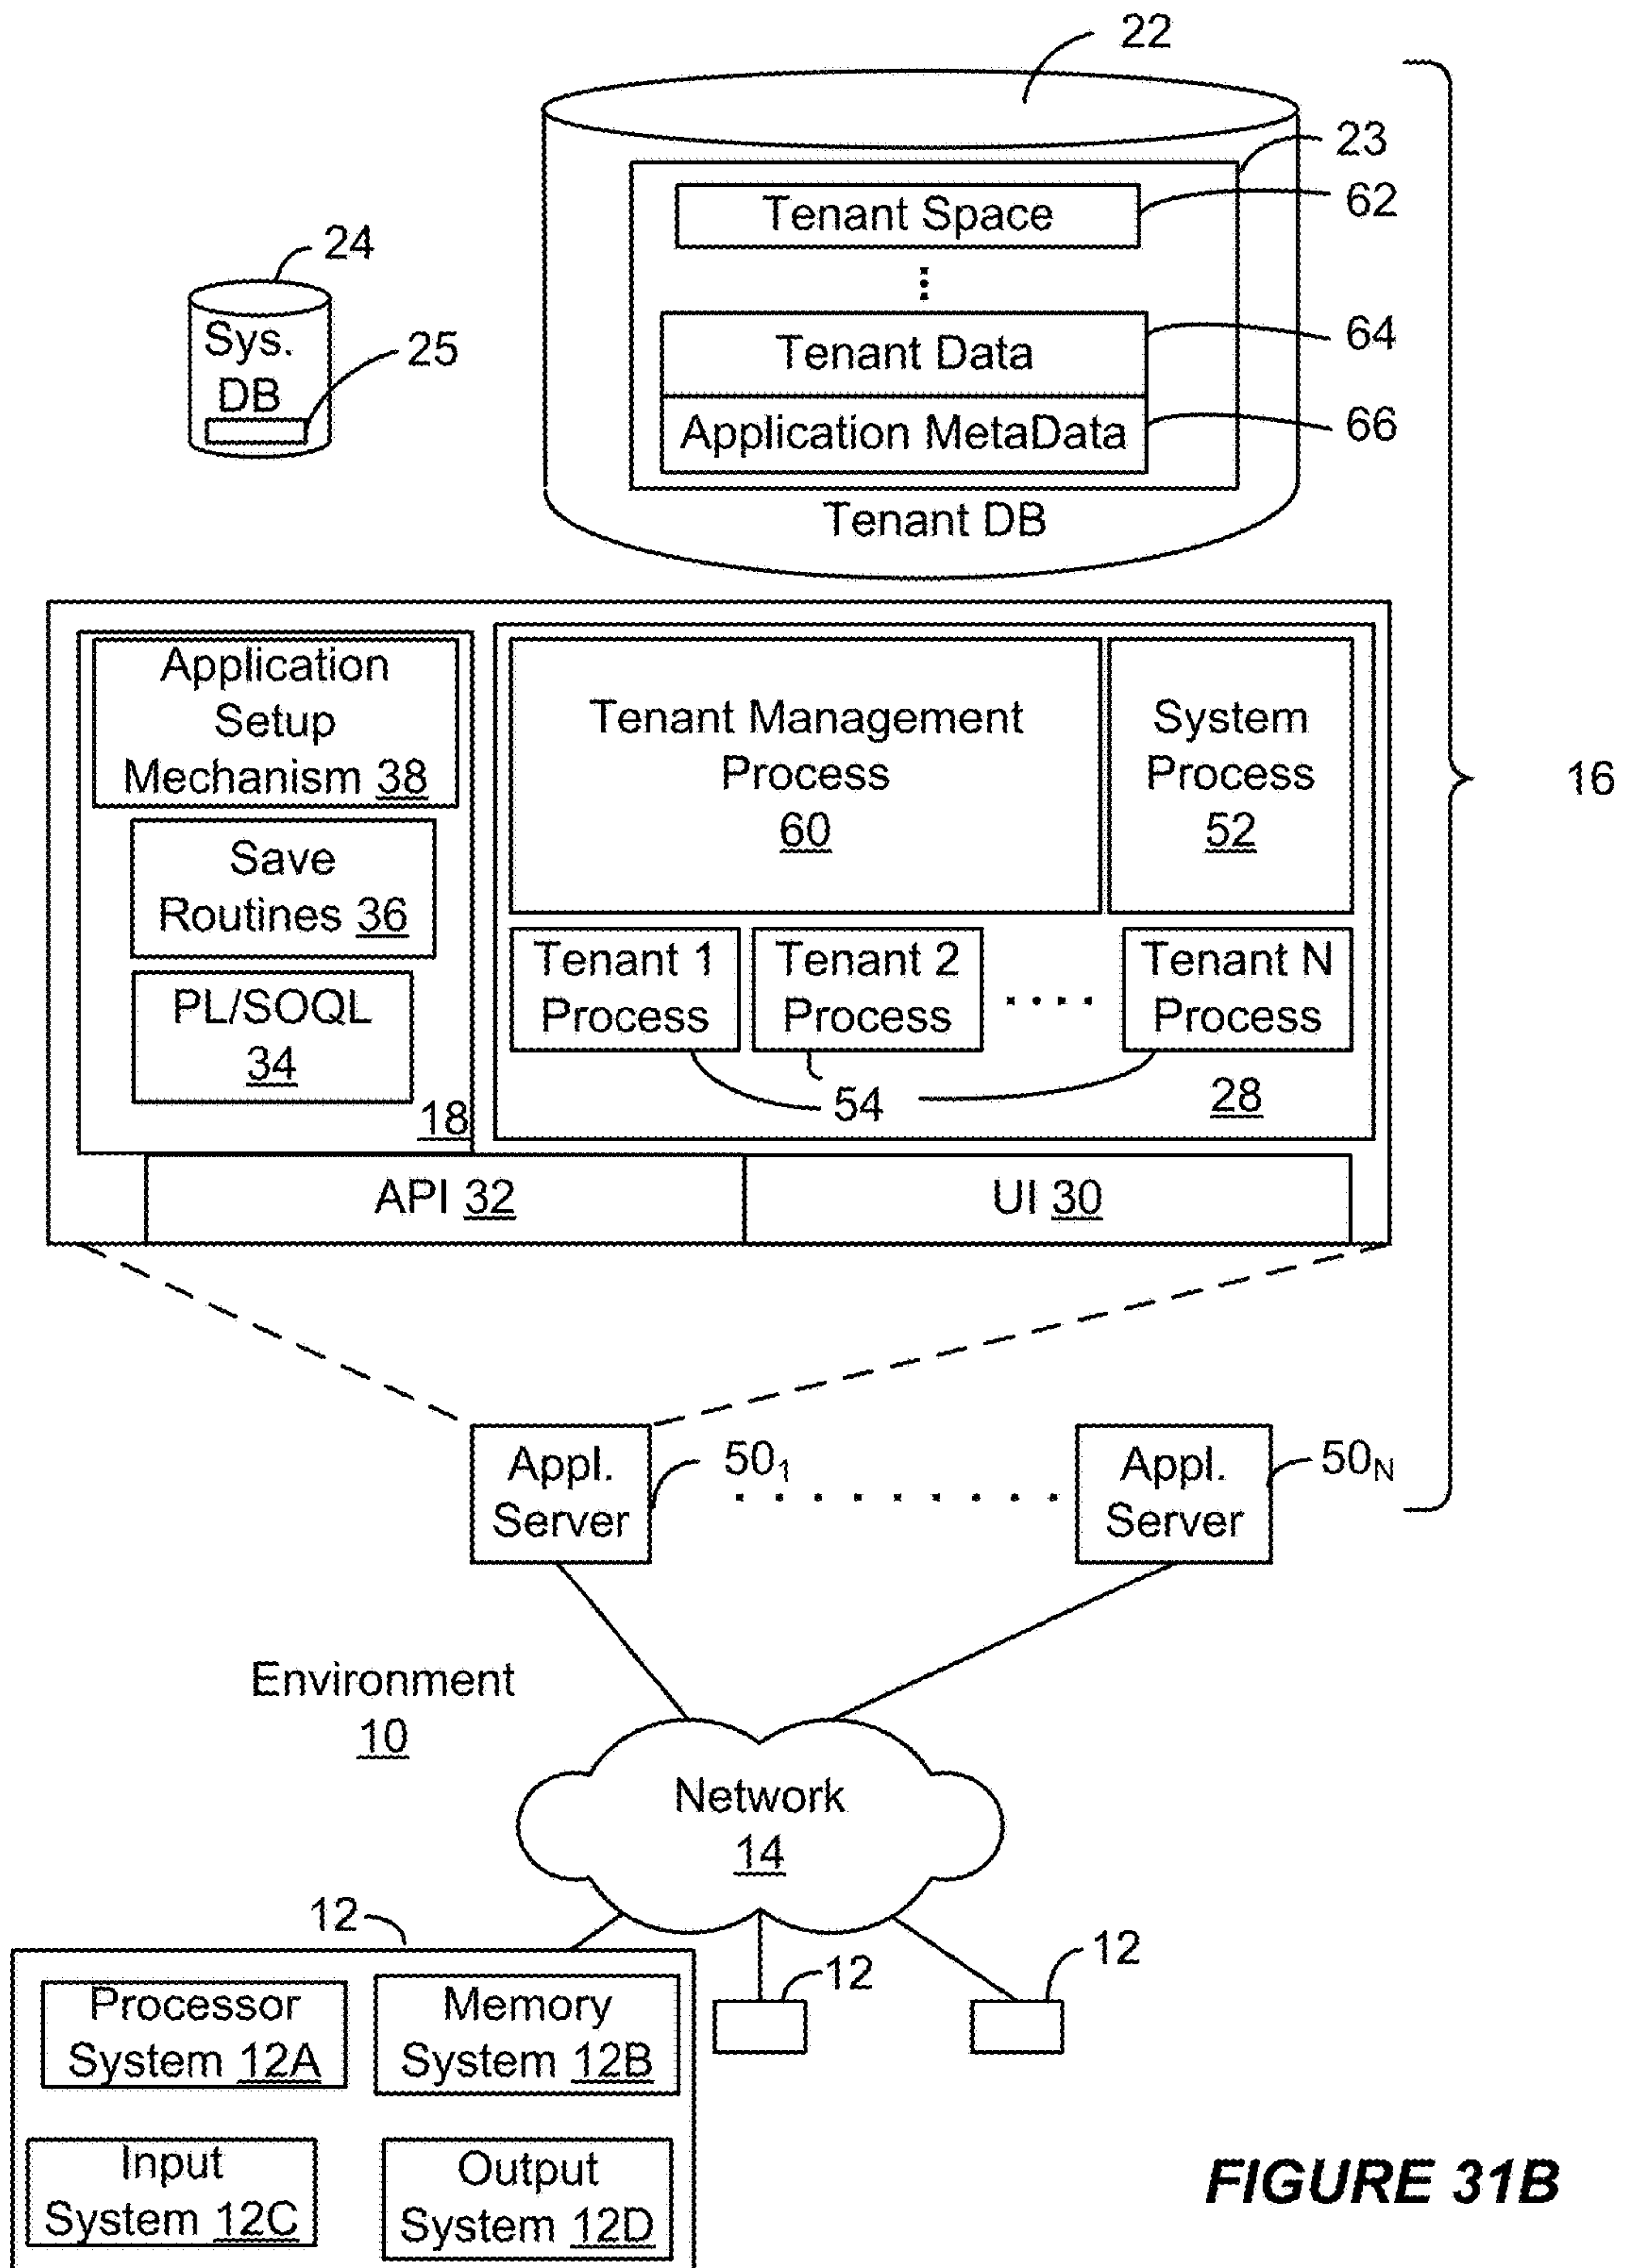 22
23
Tenant Space
62
24
Tenant Data
64
Sys.
DB
25
Application MetaData
66
Tenant DB
16
Application
Setup
Mechanism 38
Save
Routines 36
PL/SOQL
34
18
Tenant Management
Process
60
System
Process
52
Tenant 1
Process
Tenant 2
Process
Tenant N
Process
54
28
API 32
UI 30
Appl.
Server
50₁
Appl.
Server
50N
Environment
10
Network
14
12
Processor
System 12A
Memory
System 12B
Input
System 12C
Output
System 12D
12
12
FIGURE 31B